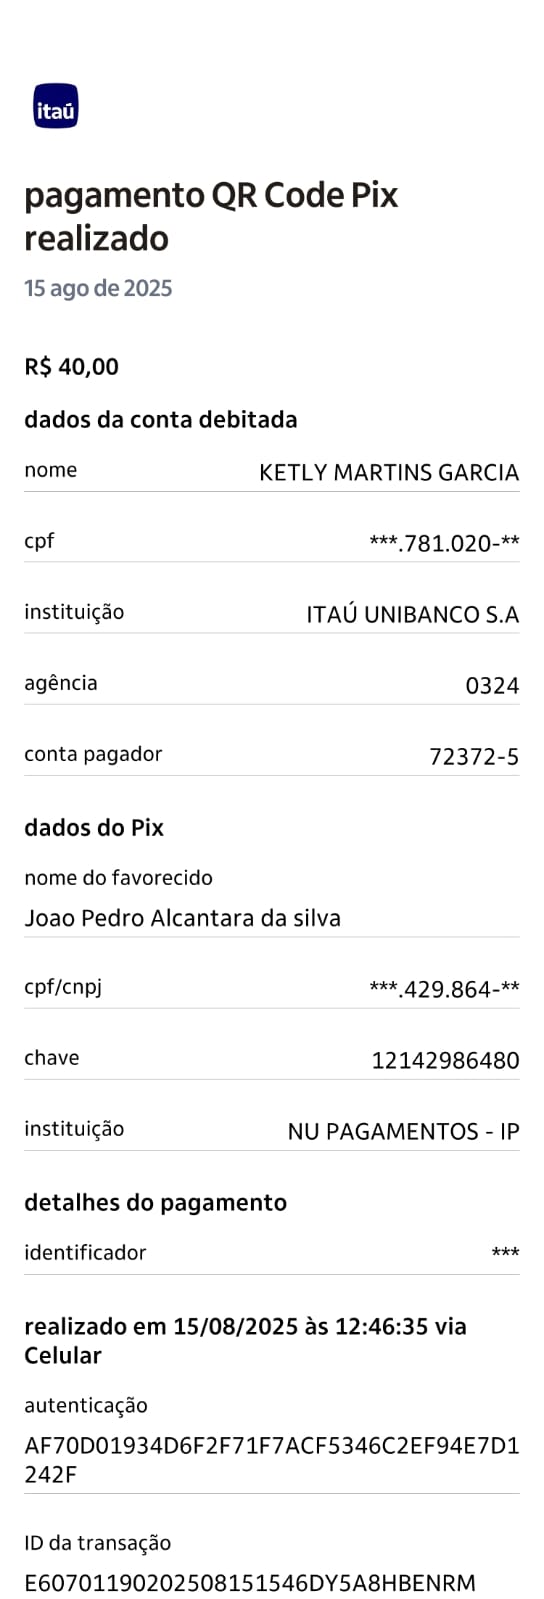 itaú
pagamento QR Code Pix
realizado
15 ago de 2025
R$ 40,00
dados da conta debitada
nome KETLY MARTINS GARCIA
cpf ***.781.020-**
instituição ITAÚ UNIBANCO S.A
agência 0324
conta pagador 72372-5
dados do Pix
nome do favorecido
Joao Pedro Alcantara da silva
cpf/cnpj ***.429.864-**
chave 12142986480
instituição NU PAGAMENTOS - IP
detalhes do pagamento
identificador ***
realizado em 15/08/2025 às 12:46:35 via
Celular
autenticação
AF70D01934D6F2F71F7ACF5346C2EF94E7D1
242F
ID da transação
E60701190202508151546DY5A8HBENRM